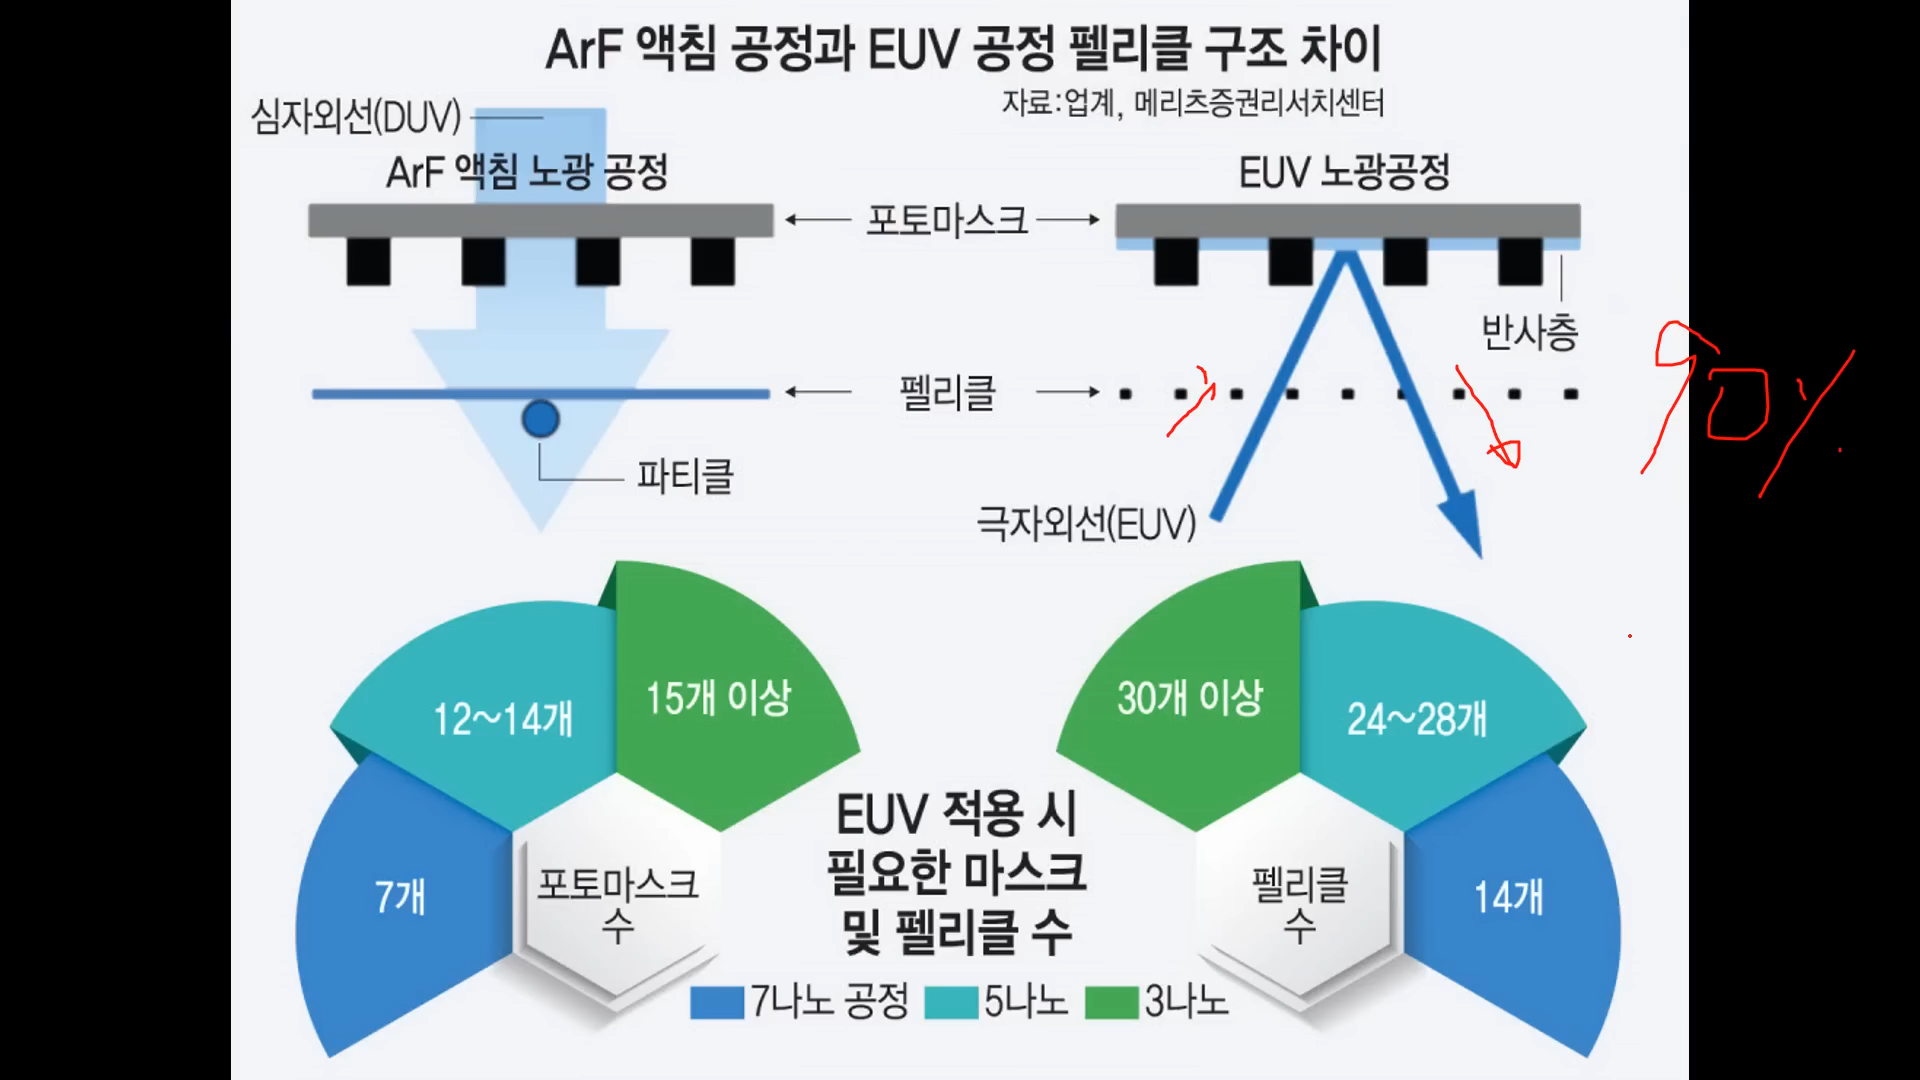 ArF 액침 공정과 EUV 공정 펠리클 구조 차이
자료:업계, 메리츠증권리서치센터
심자외선(DUV)
ArF 액침 노광 공정
EUV 노광공정
포토마스크
반사층
펠리클
90%
파티클
극자외선(EUV)
12~14개
15개 이상
7개
포토마스크
수
EUV 적용 시
필요한 마스크
및 펠리클 수
30개 이상
24~28개
14개
펠리클
수
7나노 공정 5나노 3나노